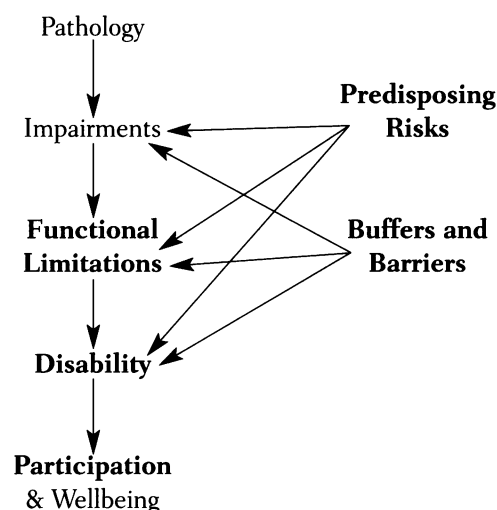 Pathology
Impairments
Predisposing
Risks
Functional
Limitations
Buffers and
Barriers
Disability
Participation
& Wellbeing